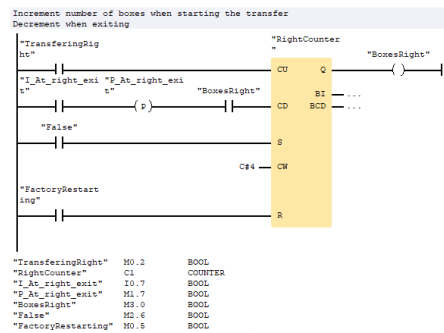 Increment number of boxes when starting the transfer
Decrement when exiting
"TransferingRig
ht"
"RightCounter
"
"BoxesRight"
CU
Q
"I_At_right_exi
t"
"P_At_right_exi
t"
"BoxesRight"
BI
...
P
CD
BCD
...
"False"
S
C#4
CW
"FactoryRestart
ing"
R
"TransferingRight" M0.2 BOOL
"RightCounter" C1 COUNTER
"I_At_right_exit" I0.7 BOOL
"P_At_right_exit" M1.7 BOOL
"BoxesRight" M3.0 BOOL
"False" M2.6 BOOL
"FactoryRestarting" M0.5 BOOL